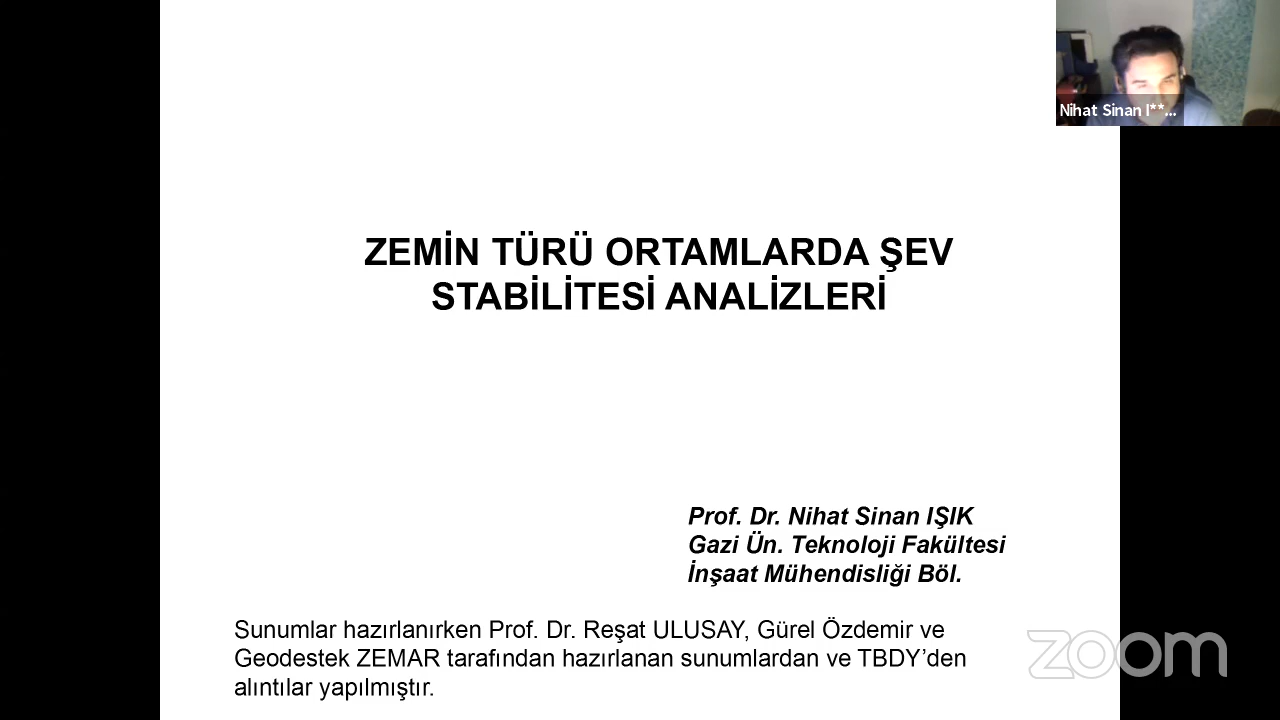 Nihat Sinan I**...
ZEMİN TÜRÜ ORTAMLARDA ŞEV
STABİLİTESİ ANALİZLERİ
Prof. Dr. Nihat Sinan IŞIK
Gazi Ün. Teknoloji Fakültesi
İnşaat Mühendisliği Böl.
Sunumlar hazırlanırken Prof. Dr. Reşat ULUSAY, Gürel Özdemir ve
Geodestek ZEMAR tarafından hazırlanan sunumlardan ve TBDY’den
alıntılar yapılmıştır.
zoom